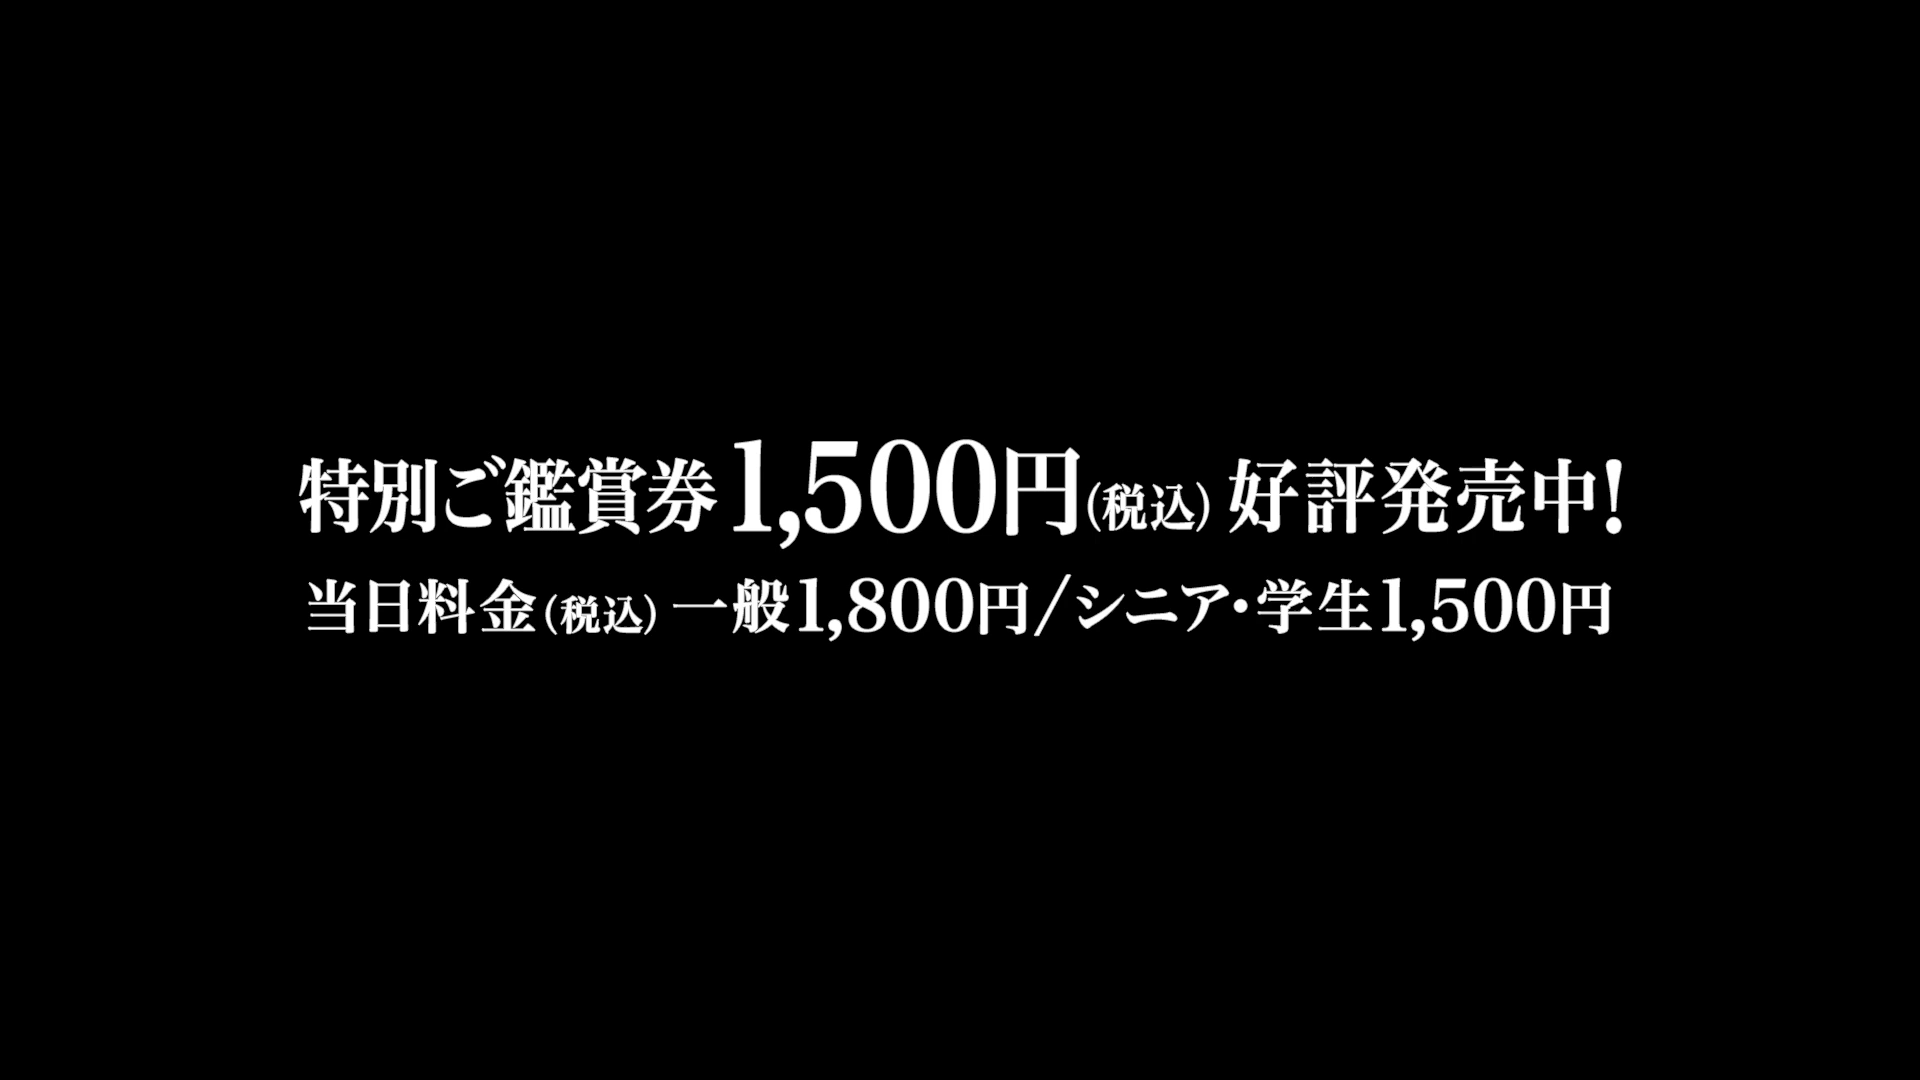 特別ご鑑賞券1,500円(税込)好評発売中!
当日料金(税込)一般1,800円/シニア・学生1,500円